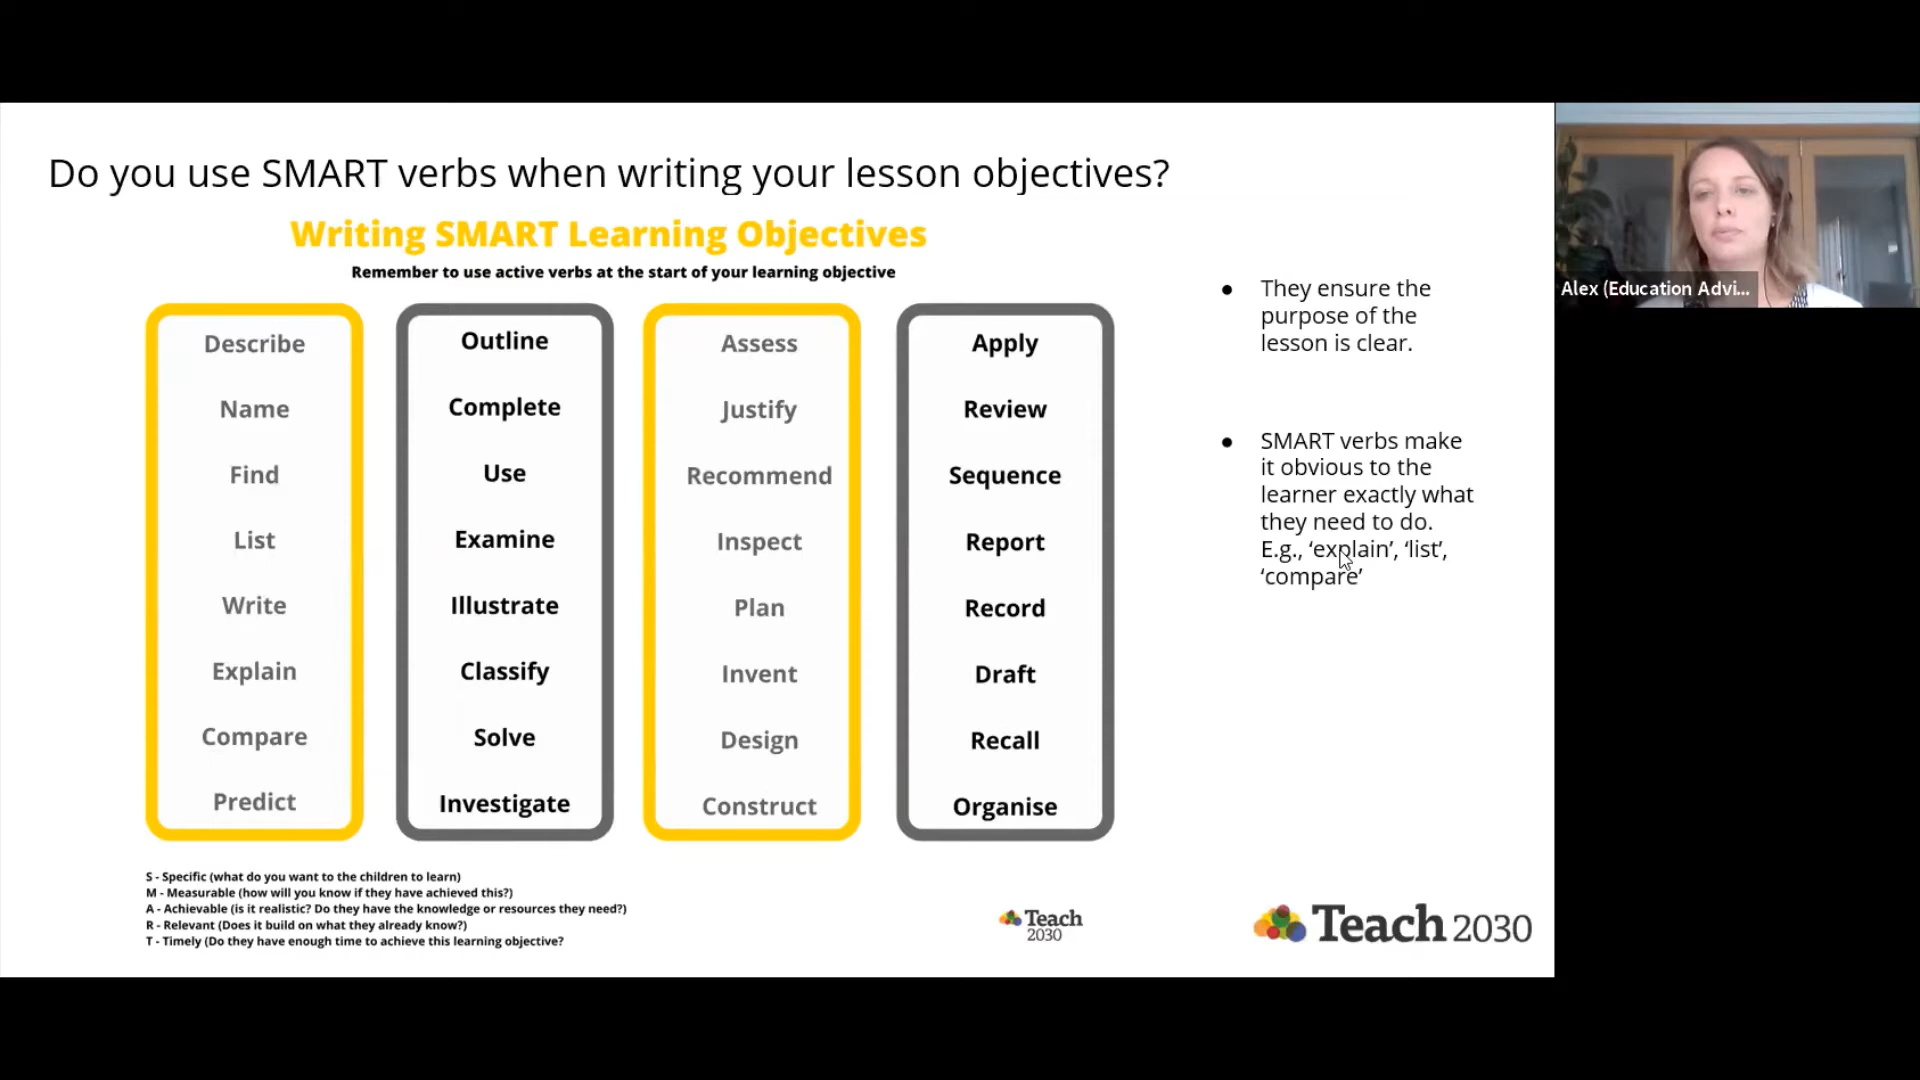 Do you use SMART verbs when writing your lesson objectives?
Writing SMART Learning Objectives
Remember to use active verbs at the start of your learning objective
Describe
Name
Find
List
Write
Explain
Compare
Predict
Outline
Complete
Use
Examine
Illustrate
Classify
Solve
Investigate
Assess
Justify
Recommend
Inspect
Plan
Invent
Design
Construct
Apply
Review
Sequence
Report
Record
Draft
Recall
Organise
S - Specific (what do you want to the children to learn)
M - Measurable (how will you know if they have achieved this?)
A - Achievable (is it realistic? Do they have the knowledge or resources they need?)
R - Relevant (Does it build on what they already know?)
T - Timely (Do they have enough time to achieve this learning objective?
Teach
2030
● They ensure the
purpose of the
lesson is clear.
● SMART verbs make
it obvious to the
learner exactly what
they need to do.
E.g., ‘explain’, ‘list’,
‘compare’
Teach 2030
Alex (Education Advi...